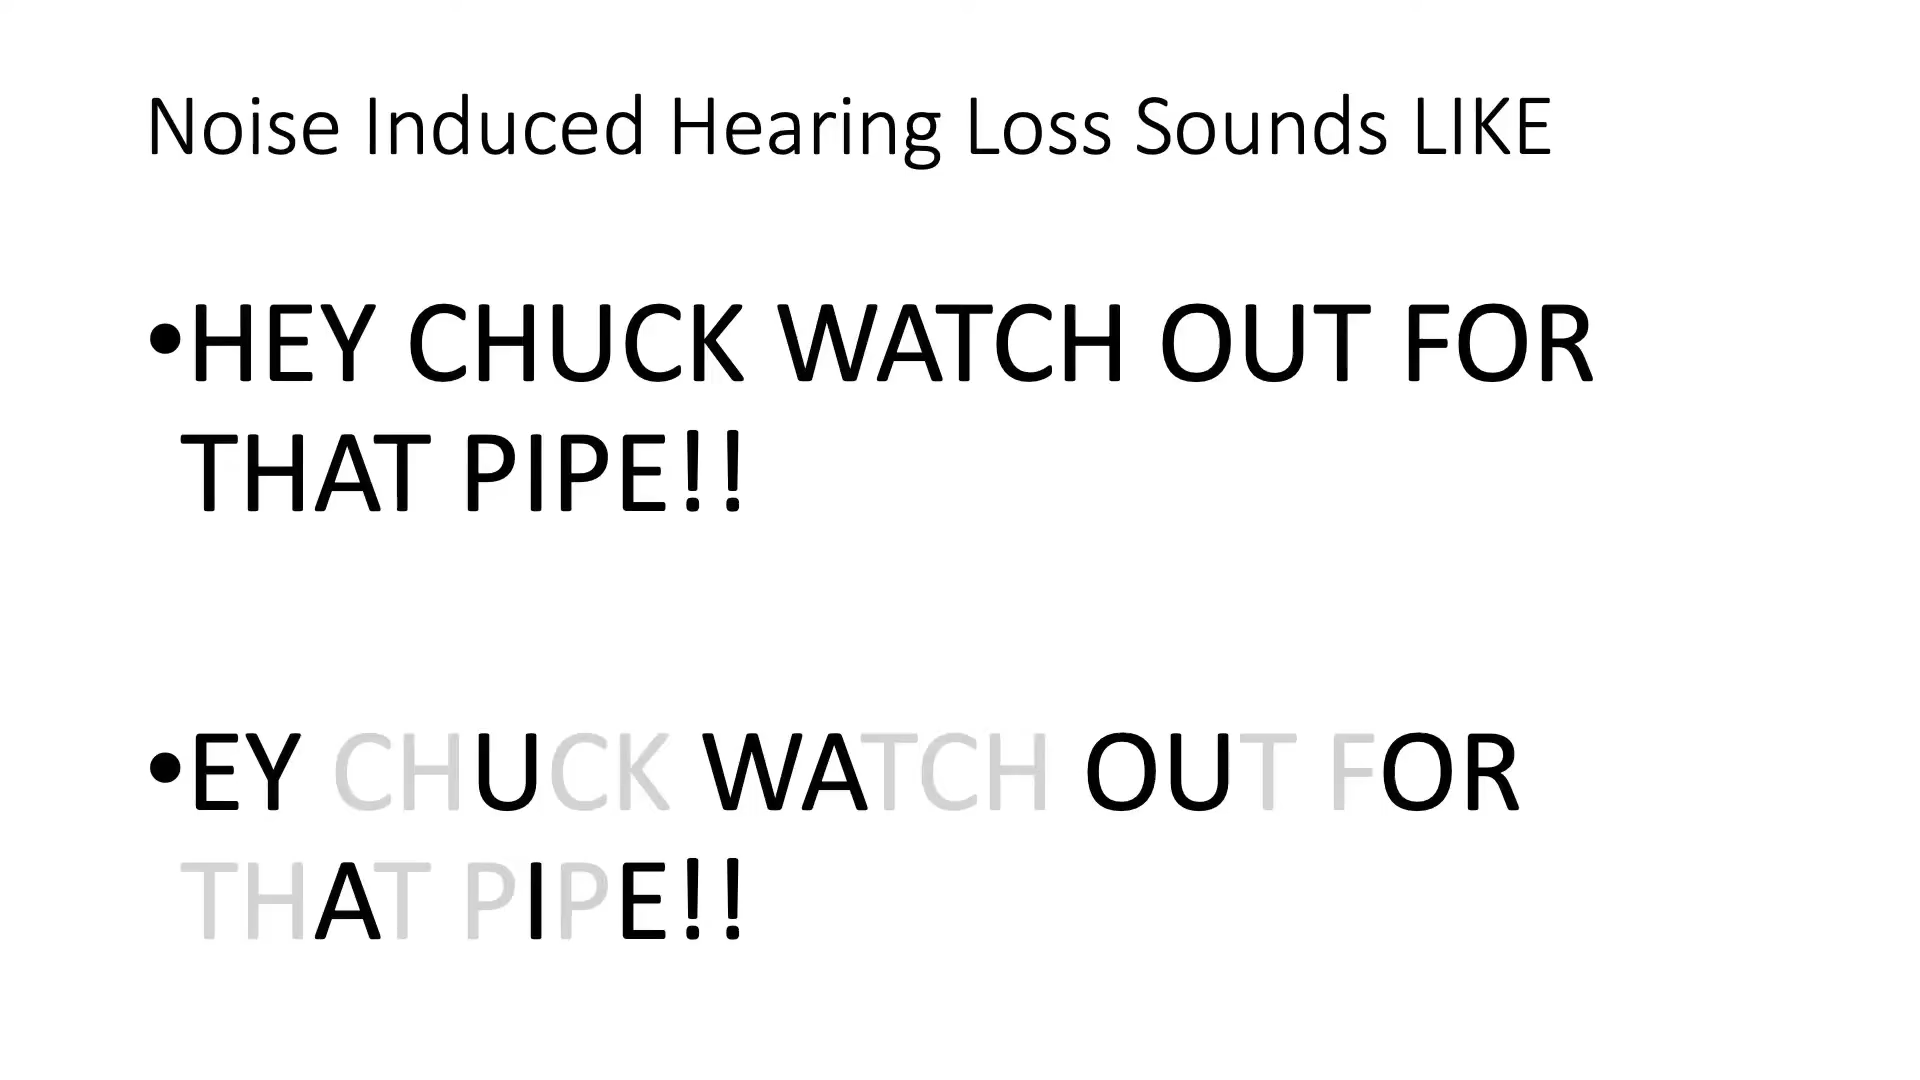 Noise Induced Hearing Loss Sounds LIKE
•HEY CHUCK WATCH OUT FOR
THAT PIPE!!
•EY CHUCK WATCH OUT FOR
THAT PIPE!!